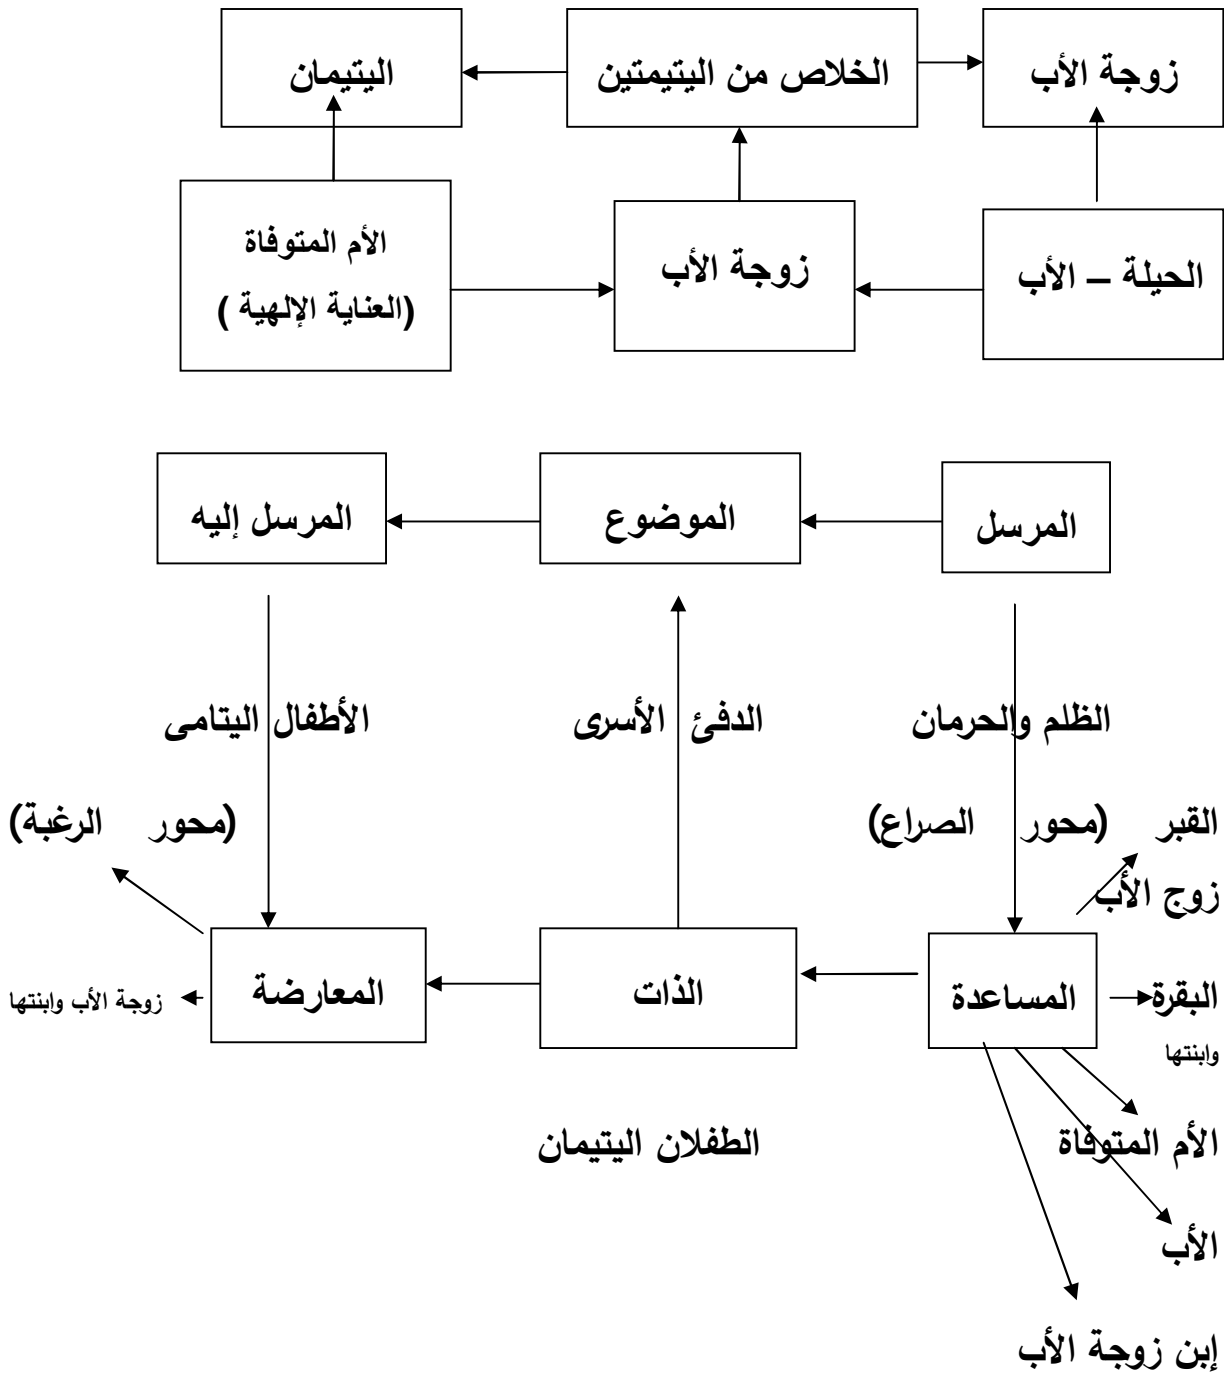 زوجة الأب
الخلاص من اليتيمتين
اليتيمان
الحيلة – الأب
زوجة الأب
الأم المتوفاة
(العناية الإلهية )
المرسل
الموضوع
المرسل إليه
الظلم والحرمان
الدفئ الأسرى
الأطفال اليتامى
القبر (محور الصراع)
(محور الرغبة)
زوج الأب
المساعدة
الذات
المعارضة
البقرة
زوجة الأب وابنتها
وابنتها
الأم المتوفاة
الطفلان اليتيمان
الأب
إبن زوجة الأب